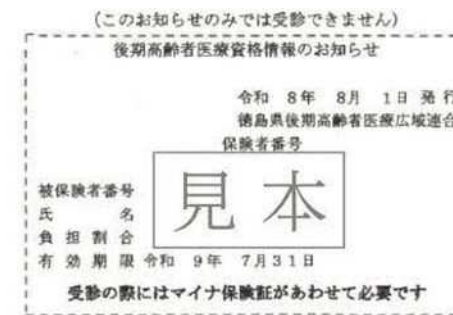 (このお知らせのみでは受診できません)
後期高齢者医療資格情報のお知らせ
令和 8年 8月 1日 発行
徳島県後期高齢者医療広域連合
保険者番号
見本
被保険者番号
氏 名
負担割合
有効期限 令和 9年 7月31日
受診の際にはマイナ保険証があわせて必要です